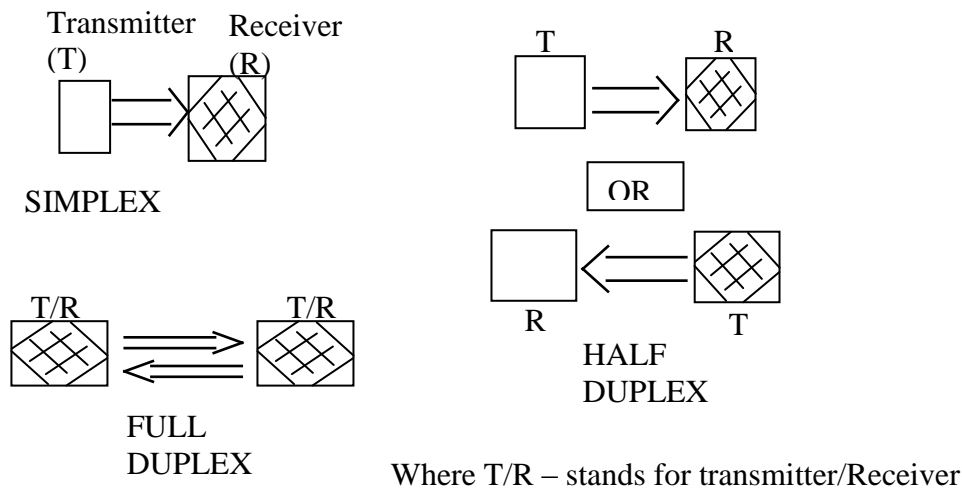 Transmitter
(T)
Receiver
(R)
SIMPLEX
T
R
OR
R
T
HALF
DUPLEX
T/R
T/R
FULL
DUPLEX
Where T/R – stands for transmitter/Receiver